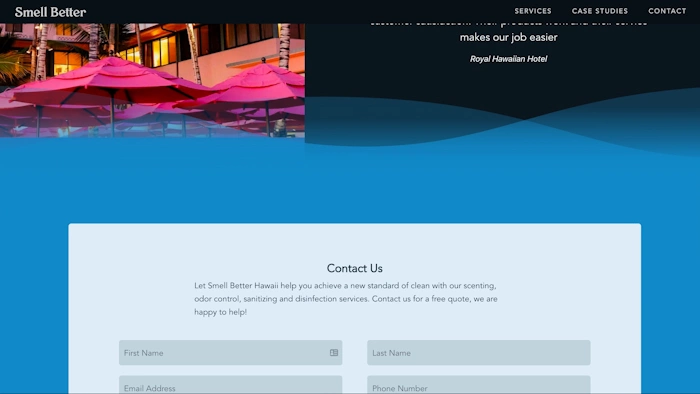 Smell Better
SERVICES CASE STUDIES CONTACT
makes our job easier
Royal Hawaiian Hotel
Contact Us
Let Smell Better Hawaii help you achieve a new standard of clean with our scenting,
odor control, sanitizing and disinfection services. Contact us for a free quote, we are
happy to help!
First Name
Last Name
Email Address
Phone Number